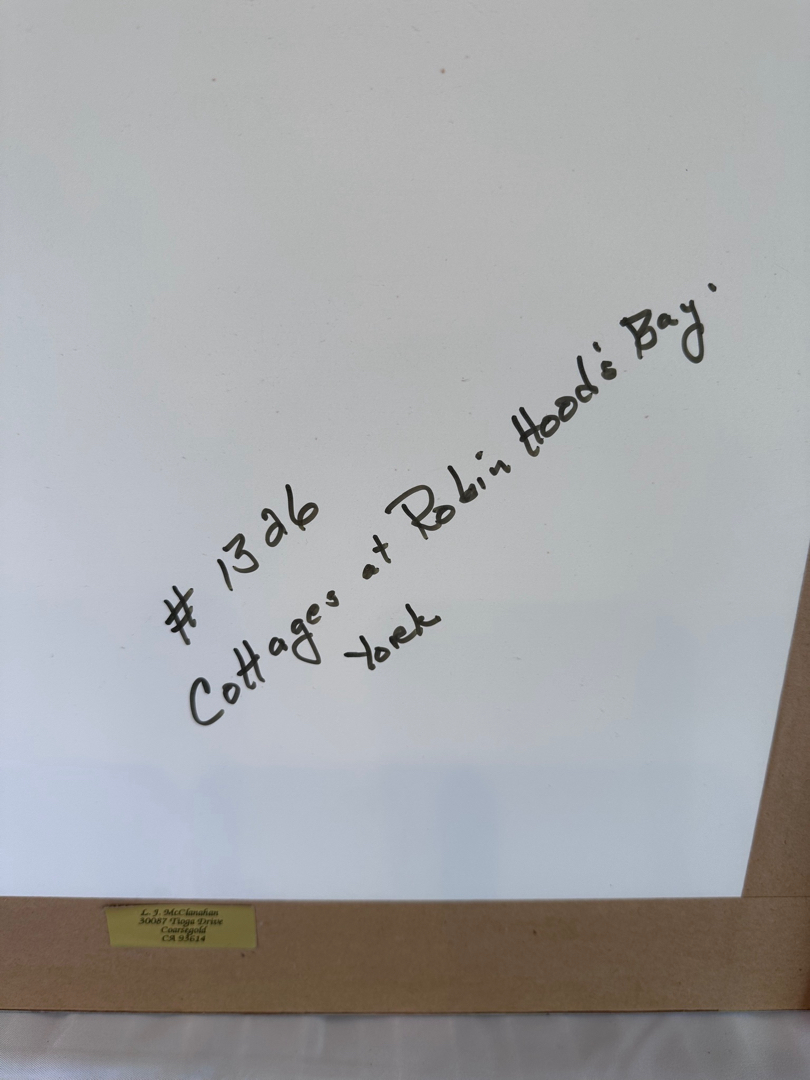 # 1326
Cottages at Robin Hood's Bay.
York
L. J. McClanahan
30087 Tioga Drive
Coarsegold
CA 93614